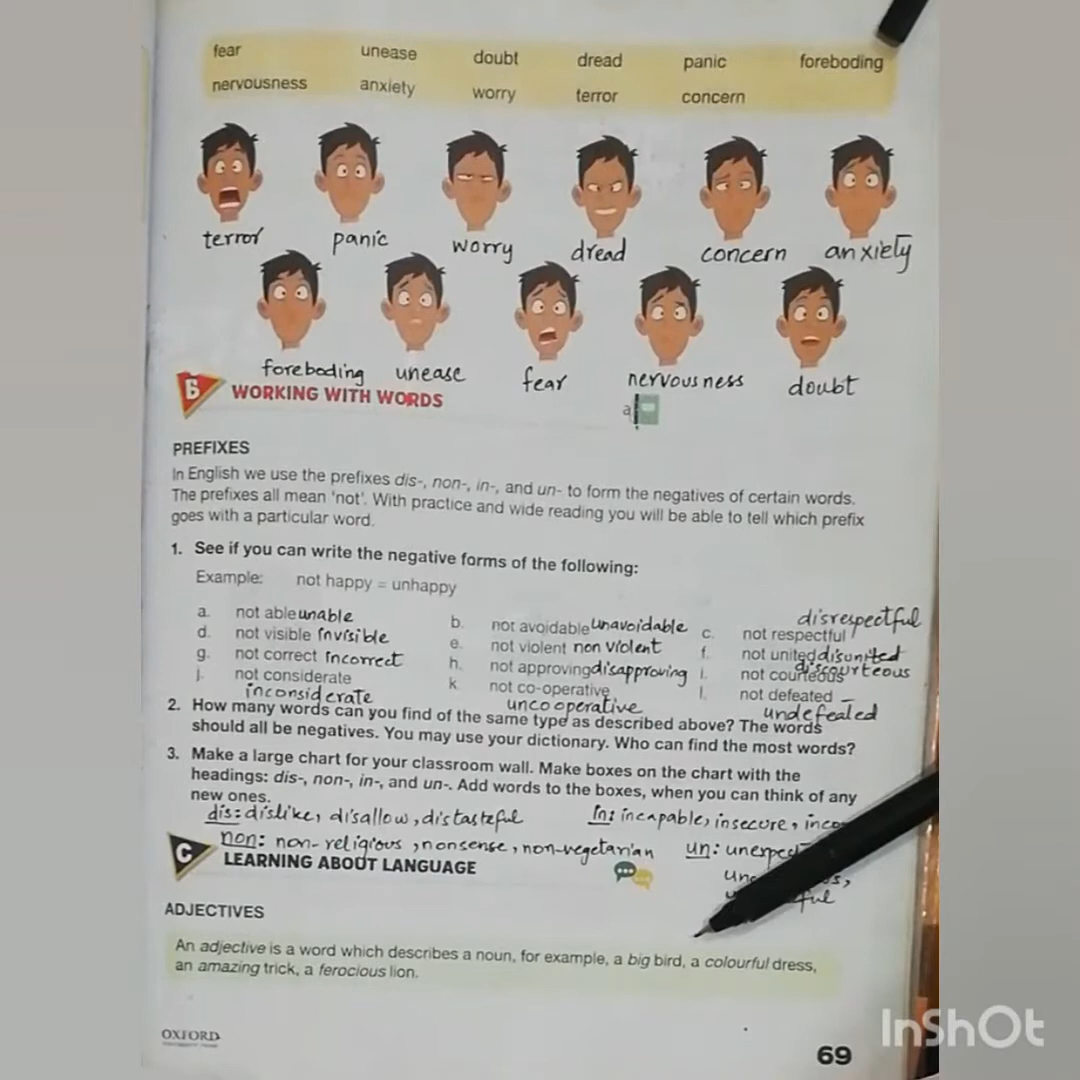 fear unease doubt dread panic foreboding
nervousness anxiety worry terror concern
terror panic worry dread concern anxiety
foreboding unease fear nervousness doubt
B WORKING WITH WORDS
PREFIXES
In English we use the prefixes dis-, non-, in-, and un- to form the negatives of certain words.
The prefixes all mean 'not'. With practice and wide reading you will be able to tell which prefix
goes with a particular word.
1. See if you can write the negative forms of the following:
Example: not happy = unhappy
a. not able unable b. not avoidable unavoidable c. not respectful disrespectful
d. not visible invisible e. not violent non violent f. not united disunited
g. not correct incorrect h. not approving disapproving i. not courteous discourteous
j. not considerate inconsiderate k. not co-operative uncooperative l. not defeated undefeated
2. How many words can you find of the same type as described above? The words
should all be negatives. You may use your dictionary. Who can find the most words?
3. Make a large chart for your classroom wall. Make boxes on the chart with the
headings: dis-, non-, in-, and un-. Add words to the boxes, when you can think of any
new ones.
dis: dislike, disallow, distasteful In: incapable, insecure,
non: non-religious, nonsense, non-vegetarian un:
C LEARNING ABOUT LANGUAGE
ADJECTIVES
An adjective is a word which describes a noun, for example, a big bird, a colourful dress,
an amazing trick, a ferocious lion.
OXFORD
69
InShOt